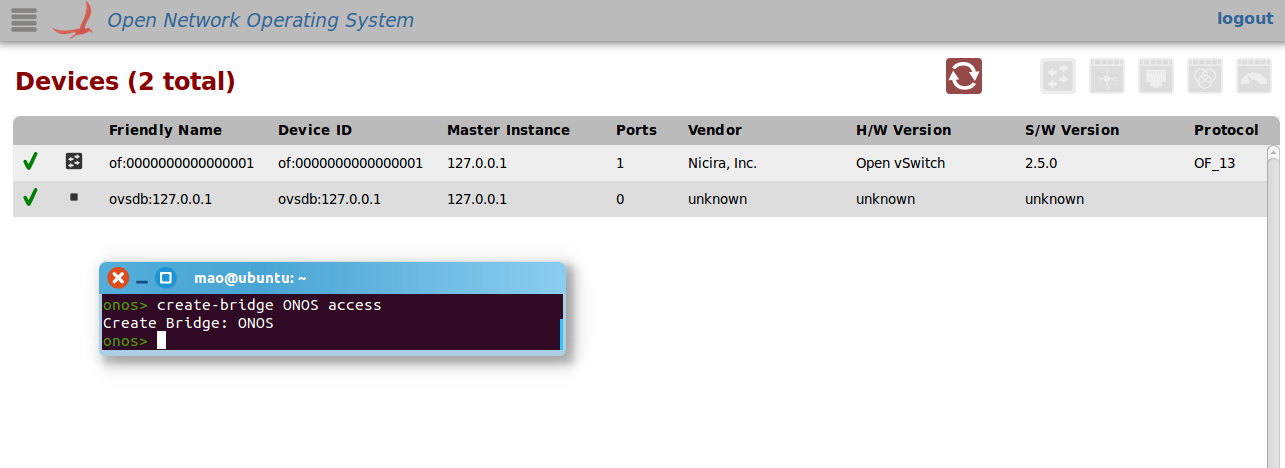 Open Network Operating System logout
Devices (2 total)
Friendly Name Device ID Master Instance Ports Vendor H/W Version S/W Version Protocol
of:0000000000000001 of:0000000000000001 127.0.0.1 1 Nicira, Inc. Open vSwitch 2.5.0 OF_13
ovsdb:127.0.0.1 ovsdb:127.0.0.1 127.0.0.1 0 unknown unknown unknown
mao@ubuntu: ~
onos> create-bridge ONOS access
Create Bridge: ONOS
onos>